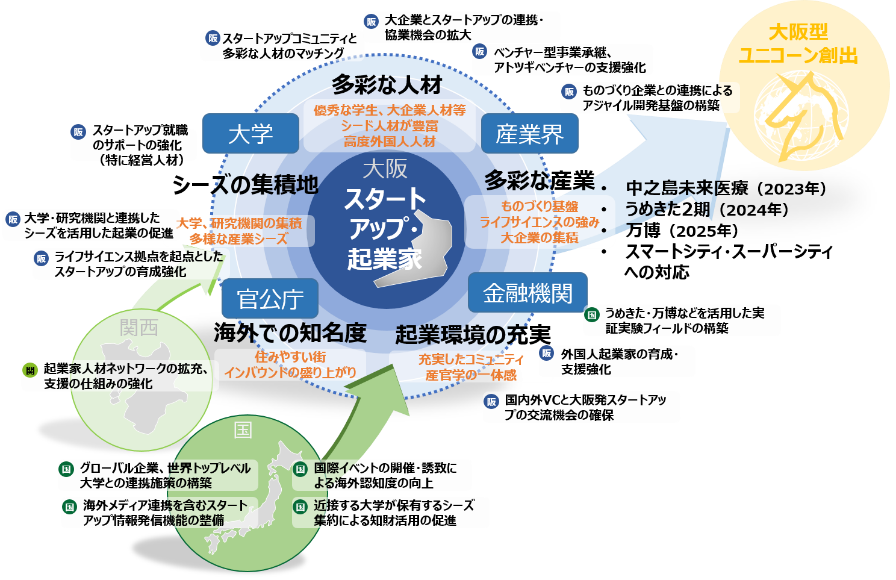 大阪型
ユニコーン創出
阪 大企業とスタートアップの連携・
協業機会の拡大
阪 スタートアップコミュニティと
多彩な人材のマッチング
阪 ベンチャー型事業承継、
アトツギベンチャーの支援強化
阪 ものづくり企業との連携による
アジャイル開発基盤の構築
多彩な人材
優秀な学生、大企業人材等
シード人材が豊富
高度外国人人材
大学
産業界
阪 スタートアップ就職
のサポートの強化
（特に経営人材）
大阪
スタート
アップ・
起業家
シーズの集積地
大学、研究機関の集積
多様な産業シーズ
多彩な産業
ものづくり基盤
ライフサイエンスの強み
大企業の集積
• 中之島未来医療（2023年）
• うめきた2期（2024年）
• 万博（2025年）
• スマートシティ・スーパーシティ
への対応
阪 大学・研究機関と連携した
シーズを活用した起業の促進
阪 ライフサイエンス拠点を起点とした
スタートアップの育成強化
官公庁
金融機関
海外での知名度
住みやすい街
インバウンドの盛り上がり
起業環境の充実
充実したコミュニティ
産官学の一体感
国 うめきた・万博などを活用した実
証実験フィールドの構築
阪 外国人起業家の育成・
支援強化
阪 国内外VCと大阪発スタートアッ
プの交流機会の確保
関西
関 起業家人材ネットワークの拡充、
支援の仕組みの強化
国
国 グローバル企業、世界トップレベル
大学との連携施策の構築
国 国際イベントの開催・誘致に
よる海外認知度の向上
国 海外メディア連携を含むスタート
アップ情報発信機能の整備
国 近接する大学が保有するシーズ
集約による知財活用の促進